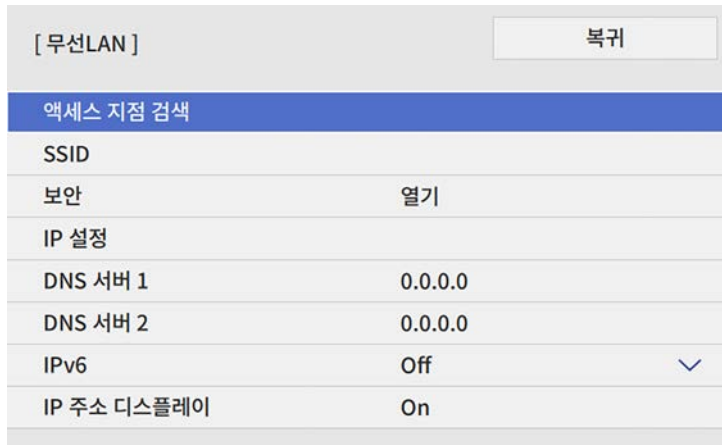 [ 무선LAN ]
복귀
액세스 지점 검색
SSID
보안 열기
IP 설정
DNS 서버 1 0.0.0.0
DNS 서버 2 0.0.0.0
IPv6 Off
IP 주소 디스플레이 On